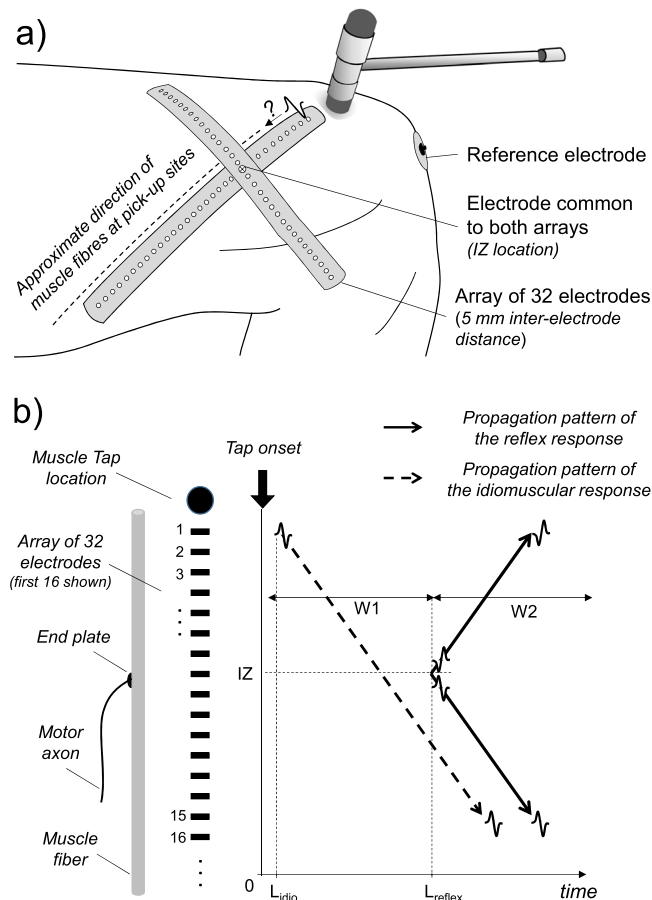 a)
?
Approximate direction of
muscle fibres at pick-up sites
Reference electrode
Electrode common
to both arrays
(IZ location)
Array of 32 electrodes
(5 mm inter-electrode
distance)
b)
Propagation pattern of
the reflex response
Propagation pattern of
the idiomuscular response
Tap onset
Muscle Tap
location
Array of 32
electrodes
(first 16 shown)
End plate
Motor
axon
Muscle
fiber
1
2
3
15
16
W1
W2
IZ
0
Lidio
Lreflex
time